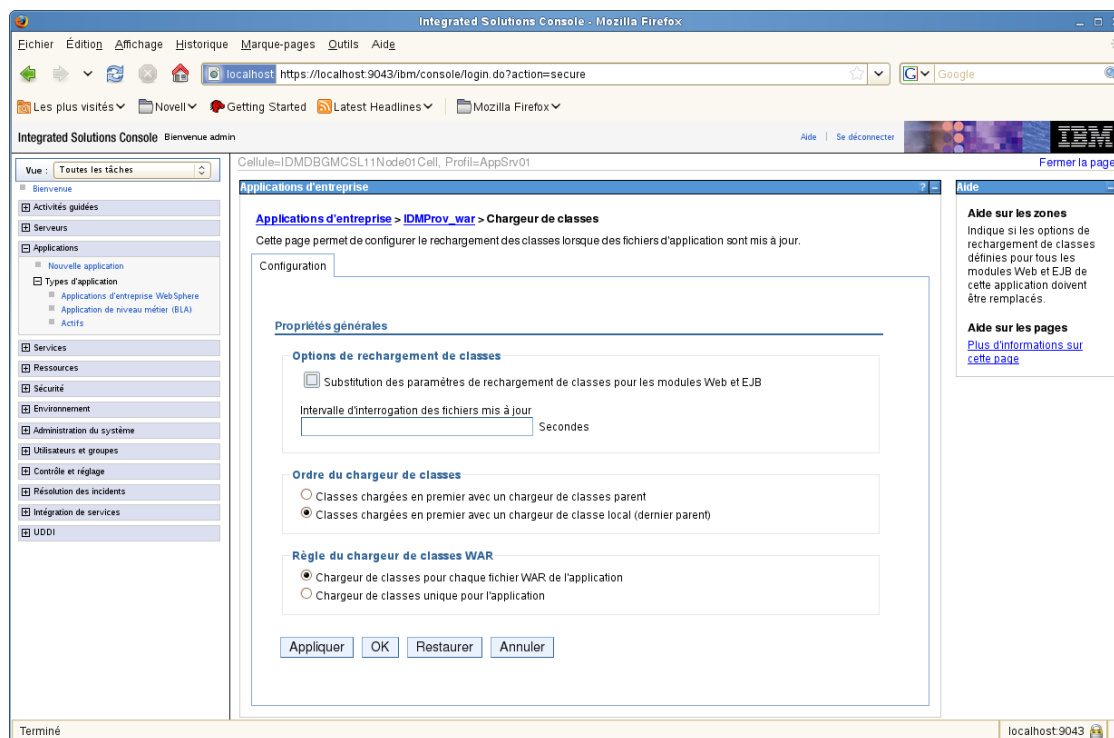 Integrated Solutions Console - Mozilla Firefox
Fichier Édition Affichage Historique Marque-pages Outils Aide
localhost https://localhost:9043/ibm/console/login.do?action=secure
Google
Les plus visités Novell Getting Started Latest Headlines Mozilla Firefox
Integrated Solutions Console Bienvenue admin
Aide Se déconnecter
IBM
Vue : Toutes les tâches
Bienvenue
Activités guidées
Serveurs
Applications
Nouvelle application
Types d'application
Applications d'entreprise WebSphere
Application de niveau métier (BLA)
Actifs
Services
Ressources
Sécurité
Environnement
Administration du système
Utilisateurs et groupes
Contrôle et réglage
Résolution des incidents
Intégration de services
UDDI
Cellule=IDMDBGMCSL11Node01Cell, Profil=AppSrv01
Fermer la page
Applications d'entreprise
? –
Applications d'entreprise > IDMProv_war > Chargeur de classes
Cette page permet de configurer le rechargement des classes lorsque des fichiers d'application sont mis à jour.
Configuration
Propriétés générales
Options de rechargement de classes
Substitution des paramètres de rechargement de classes pour les modules Web et EJB
Intervalle d'interrogation des fichiers mis à jour
Secondes
Ordre du chargeur de classes
Classes chargées en premier avec un chargeur de classes parent
Classes chargées en premier avec un chargeur de classe local (dernier parent)
Règle du chargeur de classes WAR
Chargeur de classes pour chaque fichier WAR de l'application
Chargeur de classes unique pour l'application
Appliquer OK Restaurer Annuler
Aide
Aide sur les zones
Indique si les options de
rechargement de classes
définies pour tous les
modules Web et EJB de
cette application doivent
être remplacés.
Aide sur les pages
Plus d'informations sur
cette page
Terminé
localhost:9043